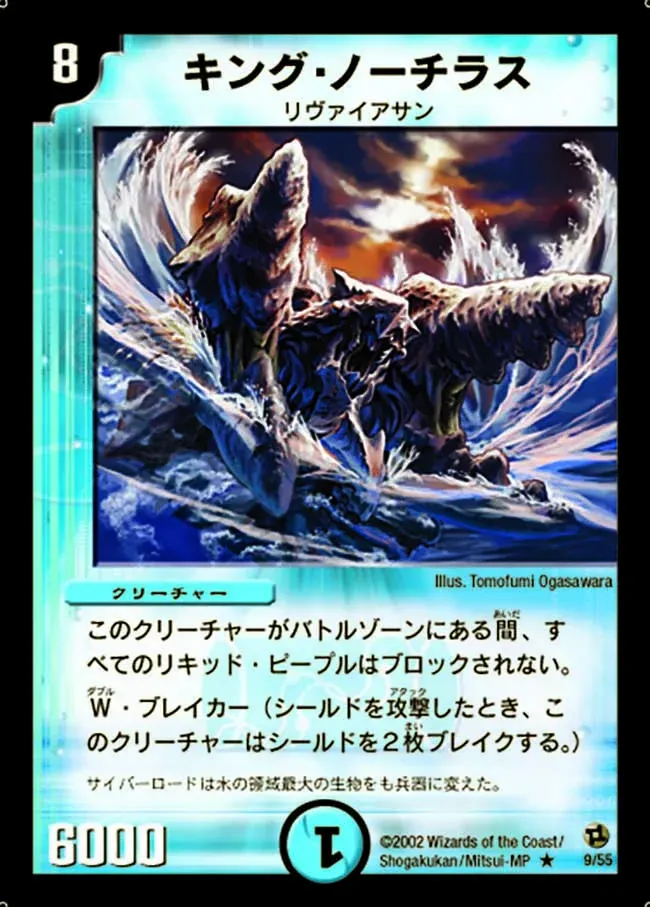 8
キング・ノーチラス
リヴァイアサン
Illus. Tomofumi Ogasawara
クリーチャー
このクリーチャーがバトルゾーンにある間、す
べてのリキッド・ピープルはブロックされない。
W・ブレイカー（シールドを攻撃したとき、こ
のクリーチャーはシールドを２枚ブレイクする。）
サイバーロードは水の領域最大の生物をも兵器に変えた。
6000
1
©2002 Wizards of the Coast/
Shogakukan/Mitsui-MP ★
9/55